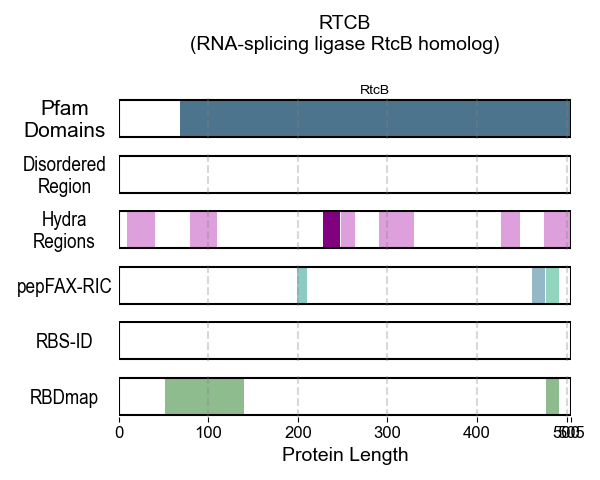 RTCB
(RNA-splicing ligase RtcB homolog)
RtcB
Pfam
Domains
Disordered
Region
Hydra
Regions
pepFAX-RIC
RBS-ID
RBDmap
0 100 200 300 400 500 505
Protein Length